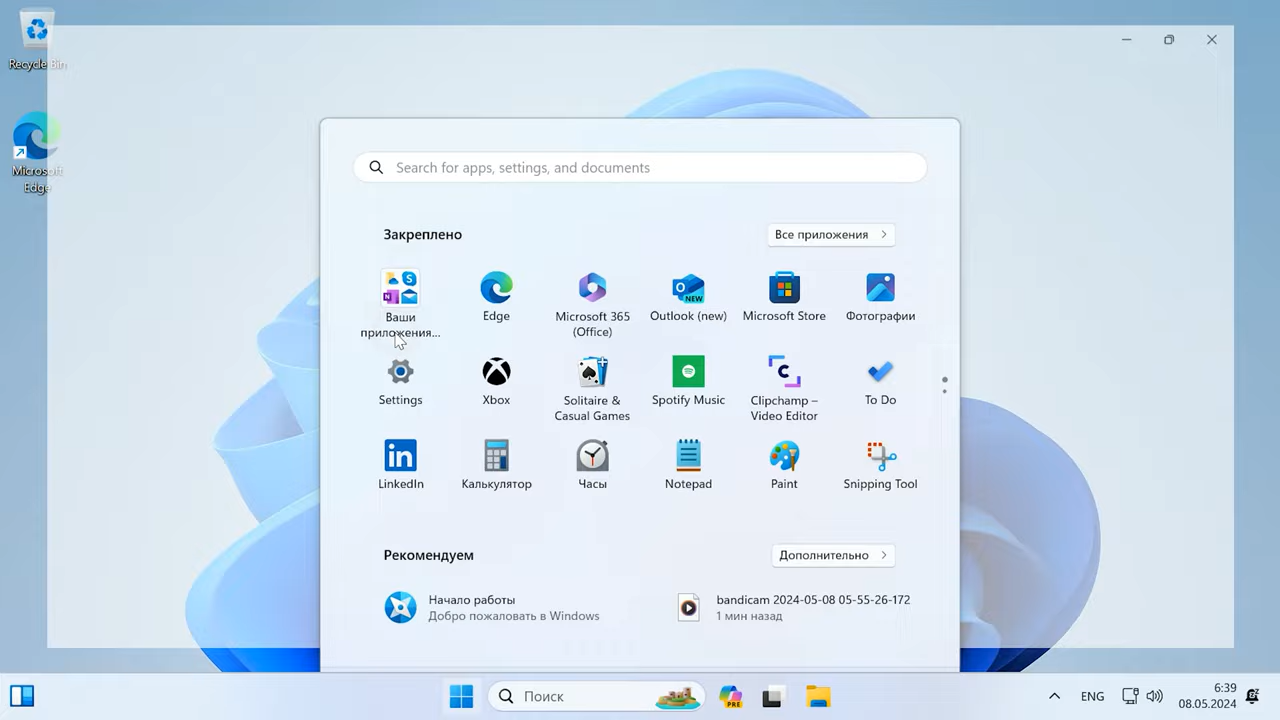 Recycle Bin
Microsoft
Edge
Search for apps, settings, and documents
Закреплено
Все приложения
Ваши
приложения...
Edge
Microsoft 365
(Office)
Outlook (new)
Microsoft Store
Фотографии
Settings
Xbox
Solitaire &
Casual Games
Spotify Music
Clipchamp –
Video Editor
To Do
LinkedIn
Калькулятор
Часы
Notepad
Paint
Snipping Tool
Рекомендуем
Дополнительно
Начало работы
Добро пожаловать в Windows
bandicam 2024-05-08 05-55-26-172
1 мин назад
Поиск
PRE
ENG
6:39
08.05.2024